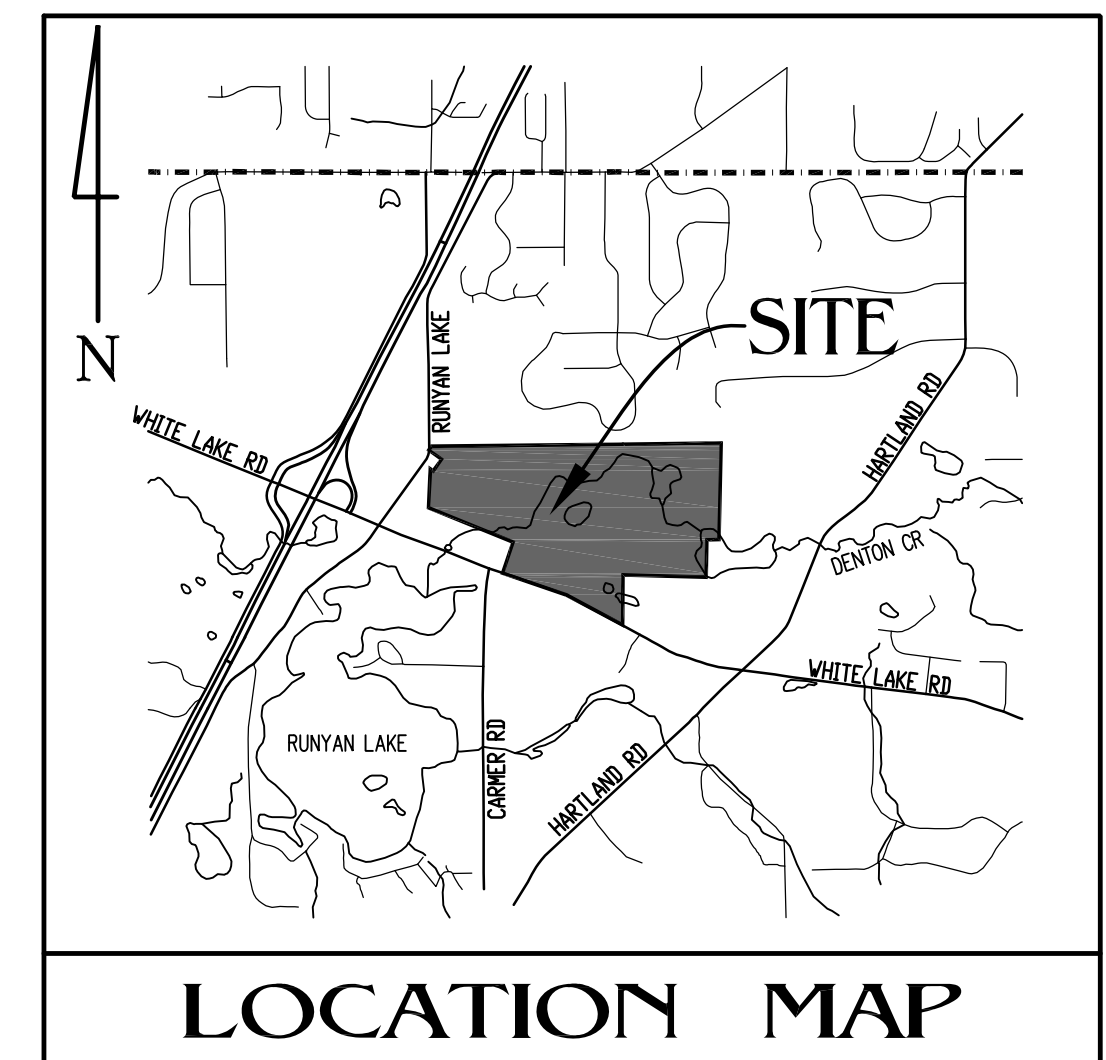 SITE
N
RUNYAN LAKE
HARTLAND RD
WHITE LAKE RD
DENTON CR
WHITE LAKE RD
RUNYAN LAKE
CARMER RD
HARTLAND RD
LOCATION MAP